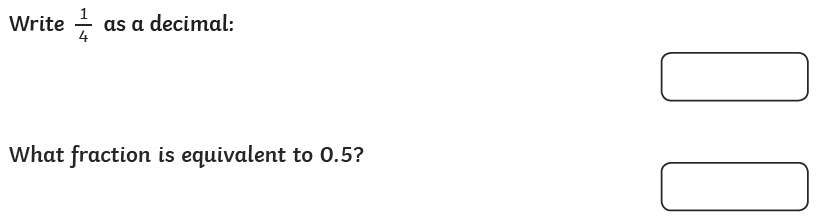 Write 1/4 as a decimal:
What fraction is equivalent to 0.5?